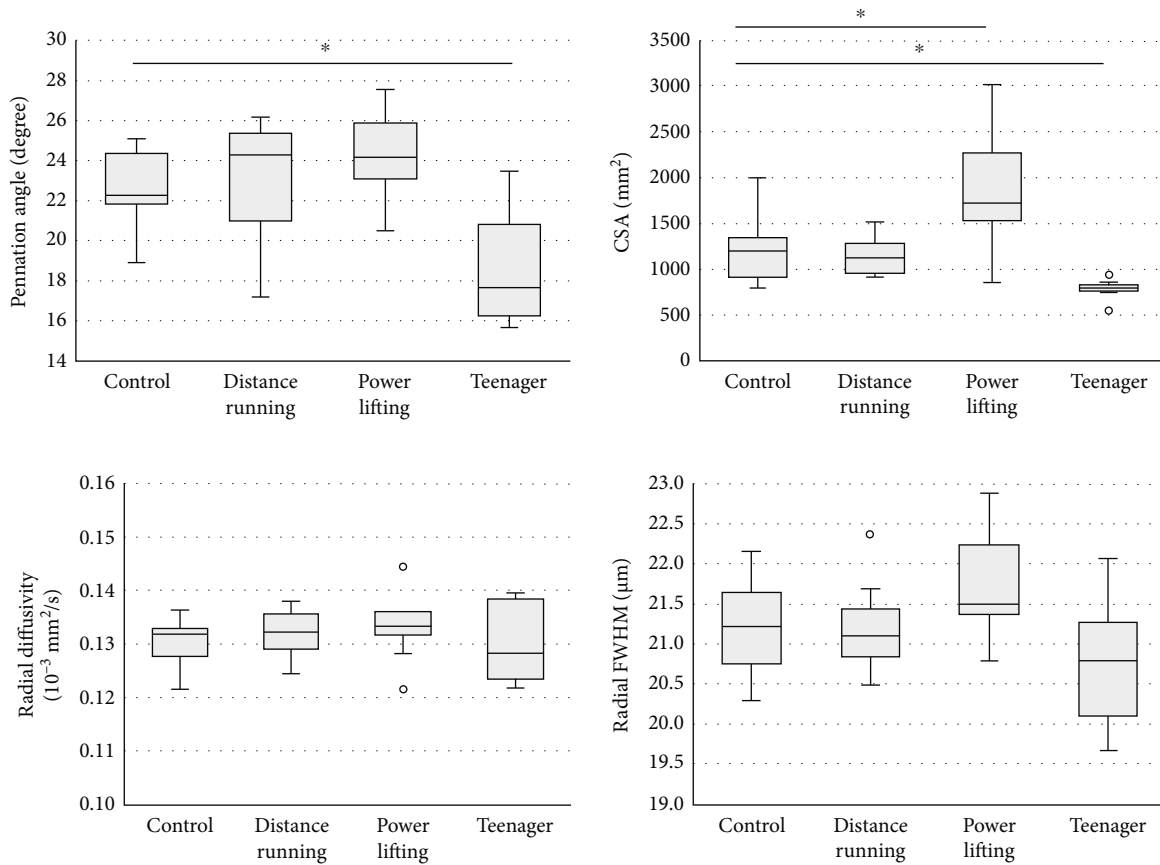 Pennation angle (degree)
30
28
26
24
22
20
18
16
14
*
Control
Distance
running
Power
lifting
Teenager
CSA (mm²)
3500
3000
2500
2000
1500
1000
500
0
*
*
Control
Distance
running
Power
lifting
Teenager
Radial diffusivity
(10⁻³ mm²/s)
0.16
0.15
0.14
0.13
0.12
0.11
0.10
Control
Distance
running
Power
lifting
Teenager
Radial FWHM (μm)
23.0
22.5
22.0
21.5
21.0
20.5
20.0
19.5
19.0
Control
Distance
running
Power
lifting
Teenager